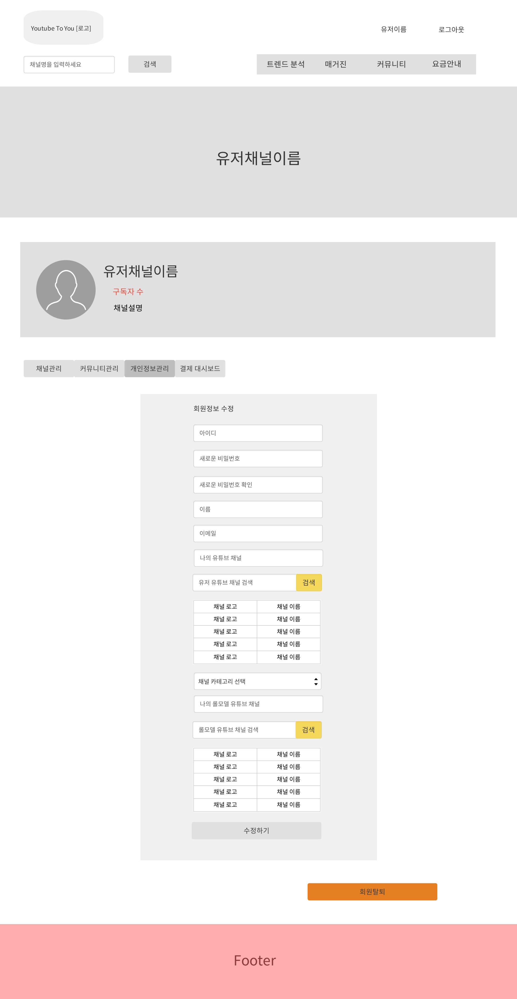 Youtube To You [로고]
유저이름 로그아웃
채널명을 입력하세요 검색
트렌드 분석 매거진 커뮤니티 요금안내
유저채널이름
유저채널이름
구독자 수
채널설명
채널관리 커뮤니티관리 개인정보관리 결제 대시보드
회원정보 수정
아이디
새로운 비밀번호
새로운 비밀번호 확인
이름
이메일
나의 유튜브 채널
유저 유튜브 채널 검색 검색
채널 로고 채널 이름
채널 로고 채널 이름
채널 로고 채널 이름
채널 로고 채널 이름
채널 로고 채널 이름
채널 카테고리 선택
나의 롤모델 유튜브 채널
롤모델 유튜브 채널 검색 검색
채널 로고 채널 이름
채널 로고 채널 이름
채널 로고 채널 이름
채널 로고 채널 이름
채널 로고 채널 이름
수정하기
회원탈퇴
Footer